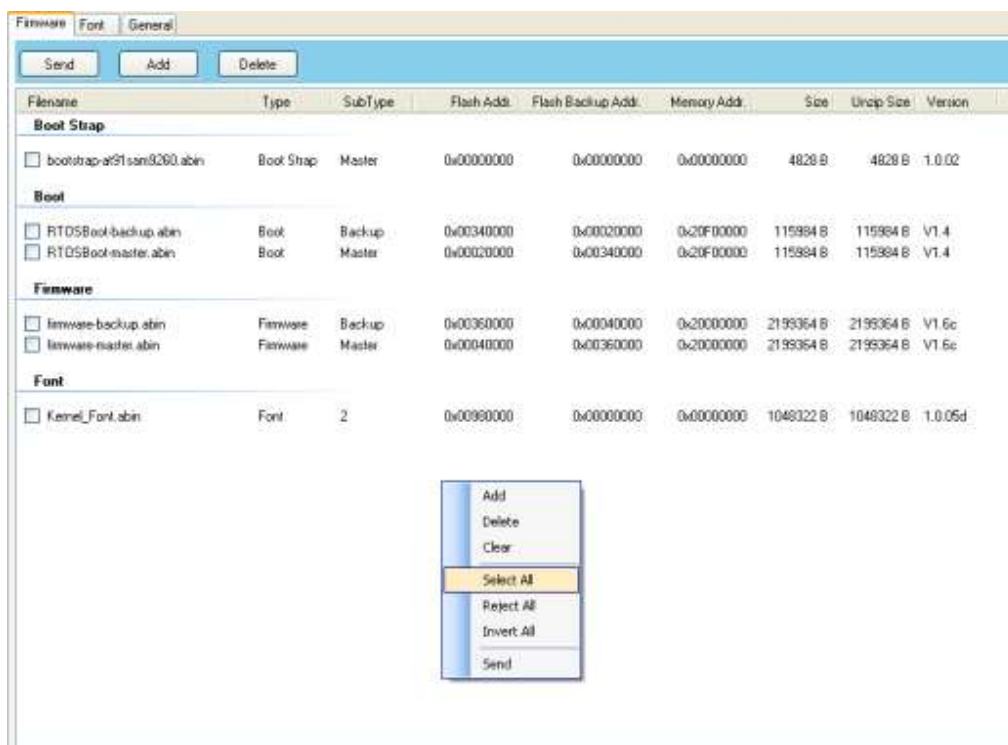 Firmware Font General
Send Add Delete
Filename Type SubType Flash Addr. Flash Backup Addr. Memory Addr. Size Unzip Size Version
Boot Strap
bootstrap-at91sam9260.abin Boot Strap Master 0x00000000 0x00000000 0x00000000 4828 B 4828 B 1.0.02
Boot
RTOSBoot-backup.abin Boot Backup 0x00340000 0x00020000 0x20F00000 115984 B 115984 B V1.4
RTOSBoot-master.abin Boot Master 0x00020000 0x00340000 0x20F00000 115984 B 115984 B V1.4
Firmware
firmware-backup.abin Firmware Backup 0x00360000 0x00040000 0x20000000 2199364 B 2199364 B V1.6c
firmware-master.abin Firmware Master 0x00040000 0x00360000 0x20000000 2199364 B 2199364 B V1.6c
Font
Kernel_Font.abin Font 2 0x00980000 0x00000000 0x00000000 1048322 B 1048322 B 1.0.05d
Add
Delete
Clear
Select All
Reject All
Invert All
Send